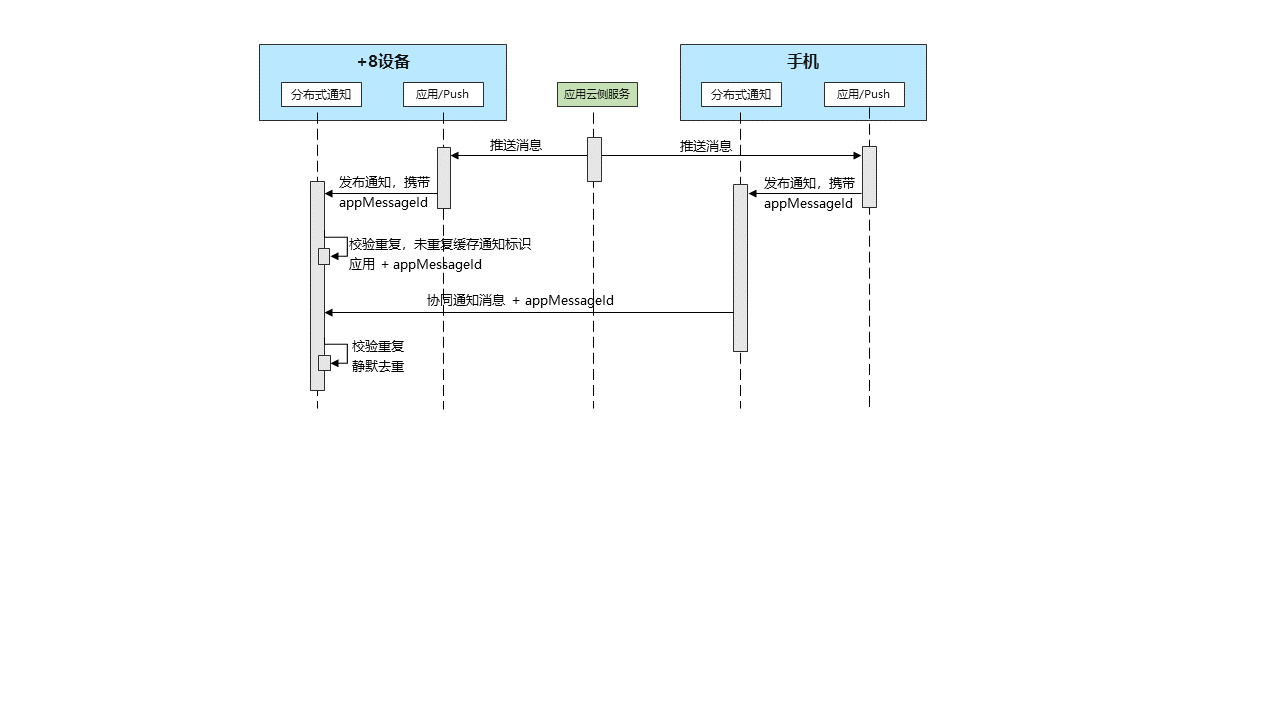 +8设备
手机
分布式通知
应用/Push
应用云侧服务
分布式通知
应用/Push
推送消息
推送消息
发布通知，携带
appMessageId
发布通知，携带
appMessageId
校验重复，未重复缓存通知标识
应用 + appMessageId
协同通知消息 + appMessageId
校验重复
静默去重